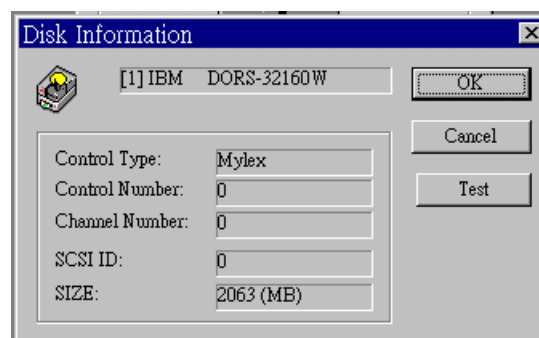 Disk Information
[1] IBM DORS-32160W
OK
Cancel
Test
Control Type: Mylex
Control Number: 0
Channel Number: 0
SCSI ID: 0
SIZE: 2063 (MB)